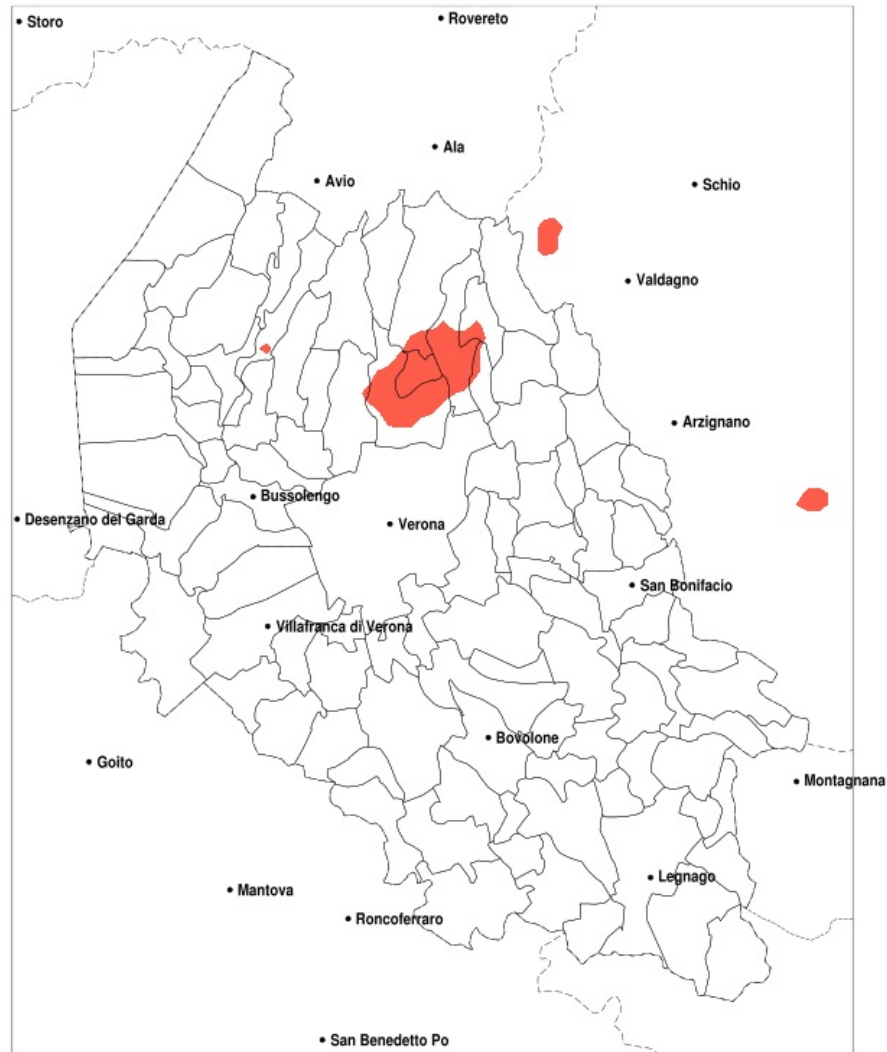 Storo
Rovereto
Ala
Avio
Schio
Valdagno
Arzignano
Bussolengo
Desenzano del Garda
Verona
San Bonifacio
Villafranca di Verona
Bovolone
Goito
Montagnana
Legnago
Mantova
Roncoferraro
San Benedetto Po